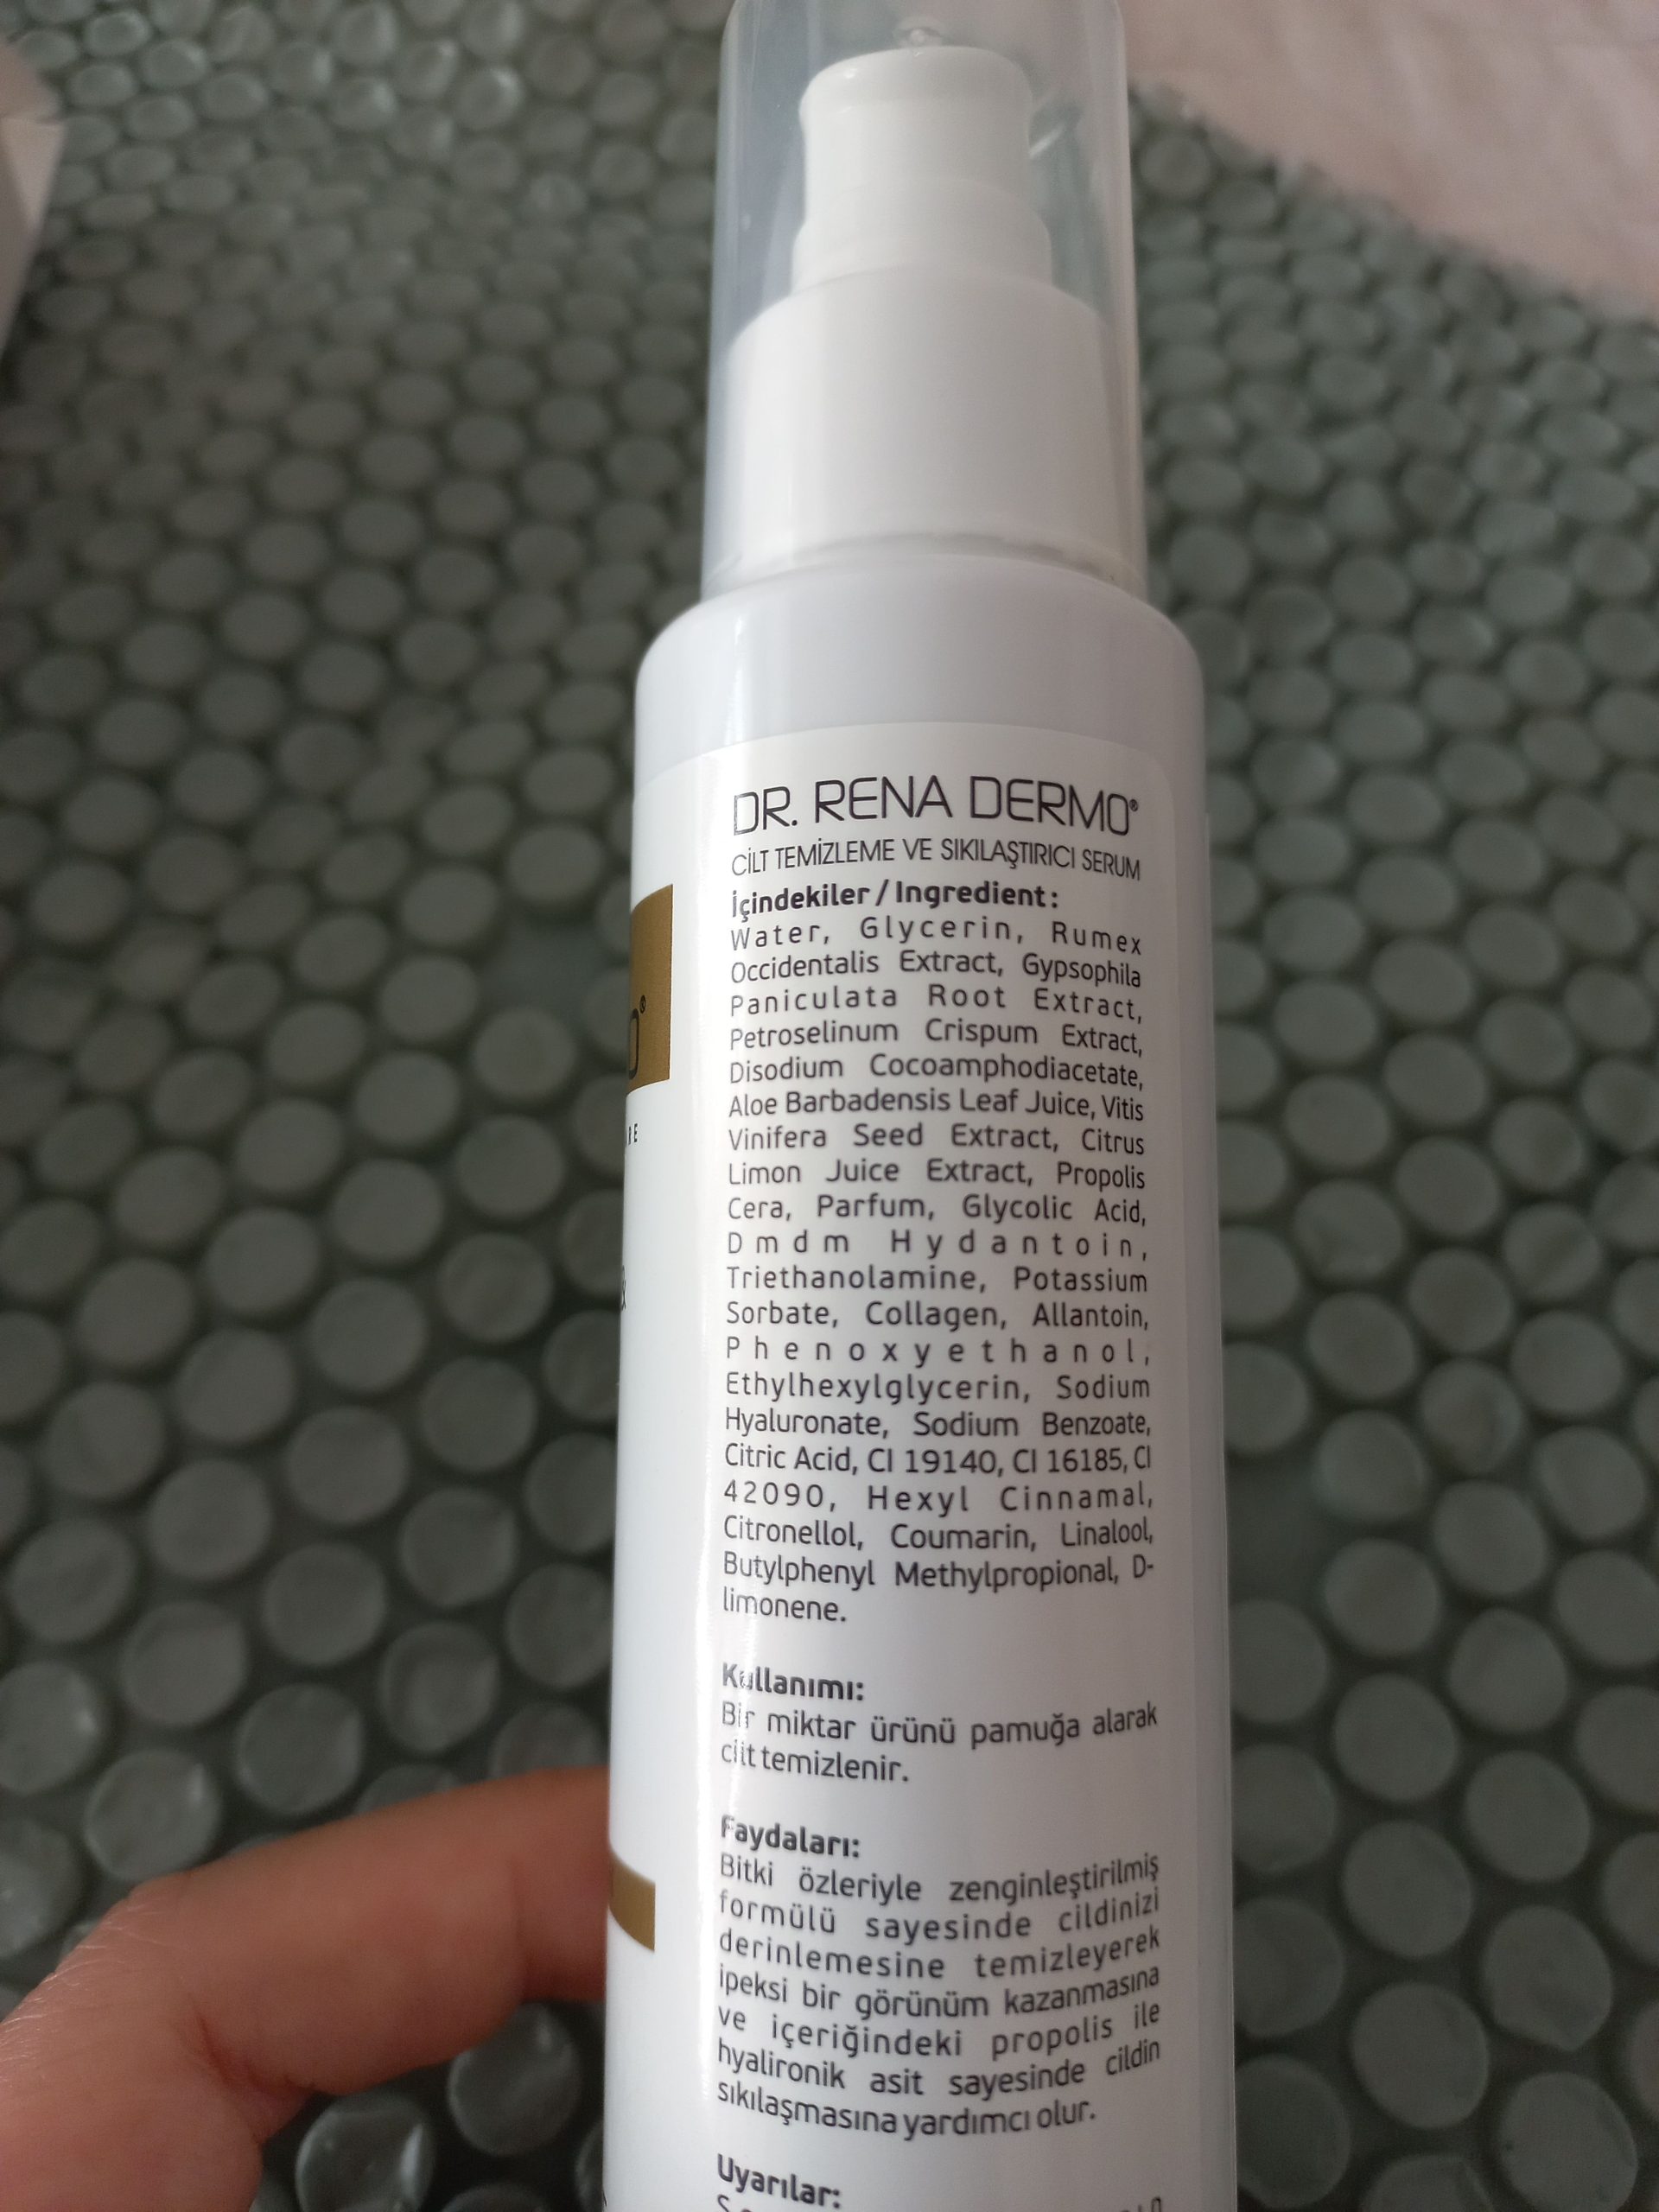 DR. RENA DERMO®
CİLT TEMİZLEME VE SIKILAŞTIRICI SERUM
İçindekiler / Ingredient:
Water, Glycerin, Rumex
Occidentalis Extract, Gypsophila
Paniculata Root Extract,
Petroselinum Crispum Extract,
Disodium Cocoamphodiacetate,
Aloe Barbadensis Leaf Juice, Vitis
Vinifera Seed Extract, Citrus
Limon Juice Extract, Propolis
Cera, Parfum, Glycolic Acid,
Dmdm Hydantoin,
Triethanolamine, Potassium
Sorbate, Collagen, Allantoin,
Phenoxyethanol,
Ethylhexylglycerin, Sodium
Hyaluronate, Sodium Benzoate,
Citric Acid, CI 19140, CI 16185, CI
42090, Hexyl Cinnamal,
Citronellol, Coumarin, Linalool,
Butylphenyl Methylpropional, D-
limonene.
Kullanımı:
Bir miktar ürünü pamuğa alarak
cilt temizlenir.
Faydaları:
Bitki özleriyle zenginleştirilmiş
formülü sayesinde cildinizi
derinlemesine temizleyerek
ipeksi bir görünüm kazanmasına
ve içeriğindeki propolis ile
hyalironik asit sayesinde cildin
sıkılaşmasına yardımcı olur.
Uyarılar: